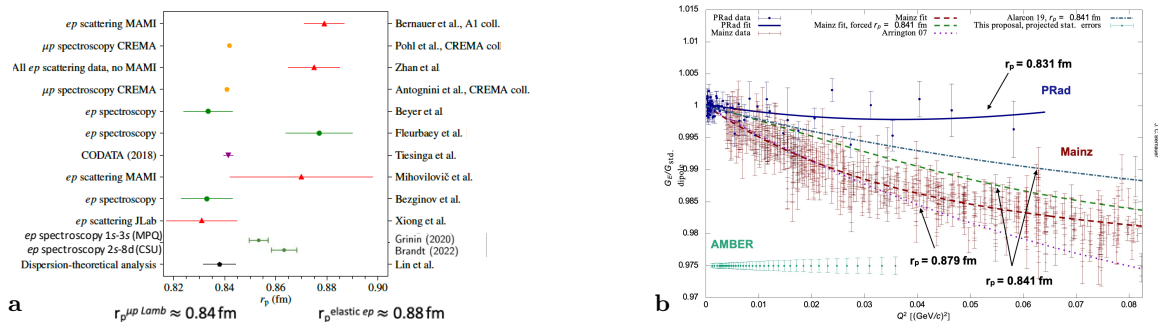 ep scattering MAMI Bernauer et al., A1 coll.
μp spectroscopy CREMA Pohl et al., CREMA coll
All ep scattering data, no MAMI Zhan et al
μp spectroscopy CREMA Antognini et al., CREMA coll.
ep spectroscopy Beyer et al
ep spectroscopy Fleurbaey et al.
CODATA (2018) Tiesinga et al.
ep scattering MAMI Mihovilovič et al.
ep spectroscopy Bezginov et al.
ep scattering JLab Xiong et al.
ep spectroscopy 1s-3s (MPQ) Grinin (2020)
ep spectroscopy 2s-8d (CSU) Brandt (2022)
Dispersion-theoretical analysis Lin et al.
0.82 0.84 0.86 0.88 0.90
rp (fm)
a
rp^μp Lamb ≈ 0.84 fm rp^elastic ep ≈ 0.88 fm
1.015
1.01
1.005
1
0.995
0.99
0.985
0.98
0.975
0.97
GE/G std. dipole
PRad data
PRad fit
Mainz data
Mainz fit
Mainz fit, forced rp = 0.841 fm
Arrington 07
Alarcon 19, rp = 0.841 fm
This proposal, projected stat. errors
rp = 0.831
PRad
Mainz
AMBER
rp = 0.879
rp = 0.841
0 0.01 0.02 0.03 0.04 0.05 0.06 0.07 0.08
Q² [(GeV/c)²]
b